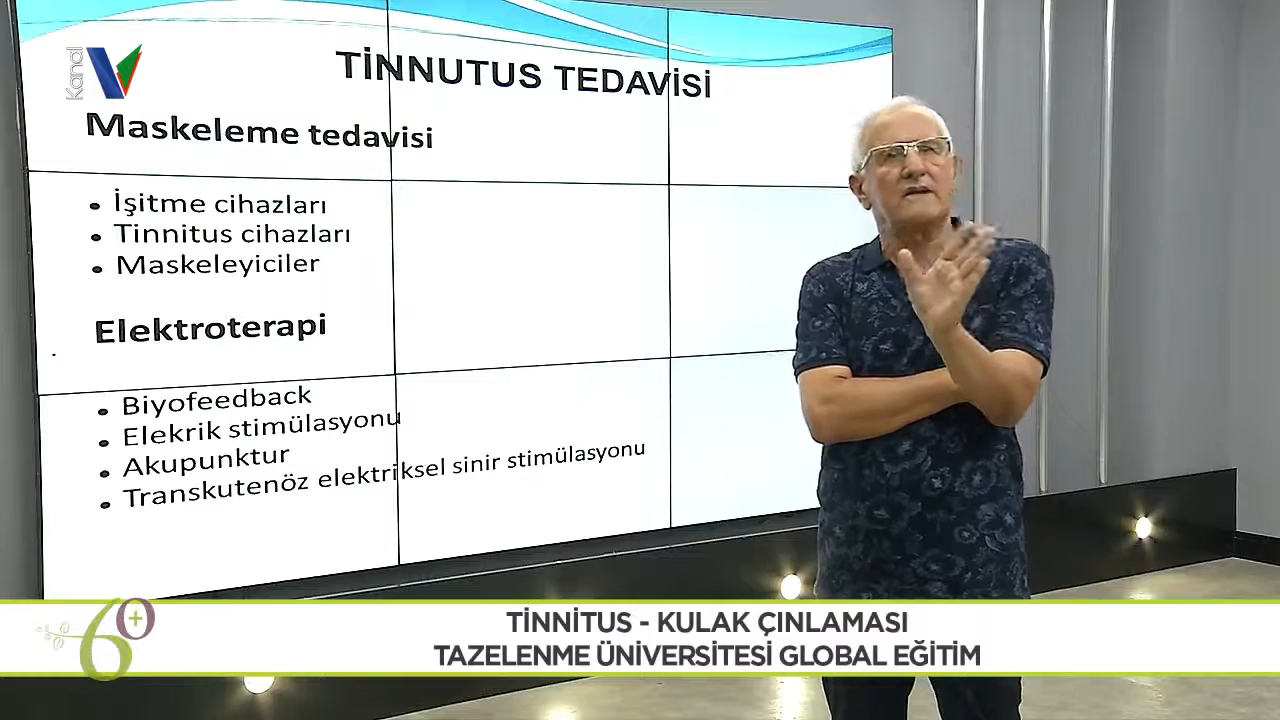 Kanal V
TİNNUTUS TEDAVİSİ
Maskeleme tedavisi
• İşitme cihazları
• Tinnitus cihazları
• Maskeleyiciler
Elektroterapi
• Biyofeedback
• Elekrik stimülasyonu
• Akupunktur
• Transkutenöz elektriksel sinir stimülasyonu
6+
TİNNİTUS - KULAK ÇINLAMASI
TAZELENME ÜNİVERSİTESİ GLOBAL EĞİTİM